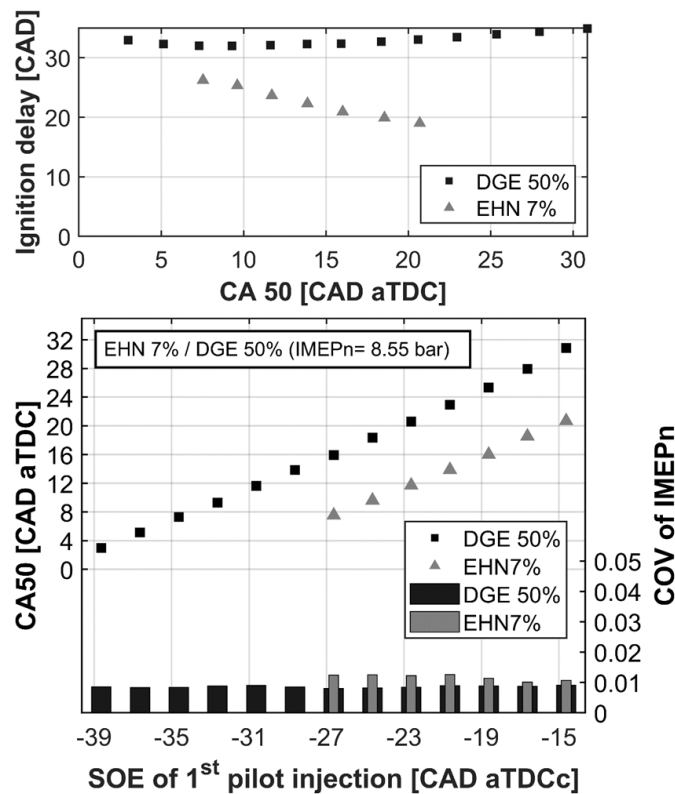 Ignition delay [CAD]
30
20
10
0
0 5 10 15 20 25 30
DGE 50%
EHN 7%
CA 50 [CAD aTDC]
EHN 7% / DGE 50% (IMEPn= 8.55 bar)
CA50 [CAD aTDC]
32
28
24
20
16
12
8
4
0
DGE 50%
EHN7%
DGE 50%
EHN7%
COV of IMEPn
0.05
0.04
0.03
0.02
0.01
0
-39 -35 -31 -27 -23 -19 -15
SOE of 1st pilot injection [CAD aTDCc]